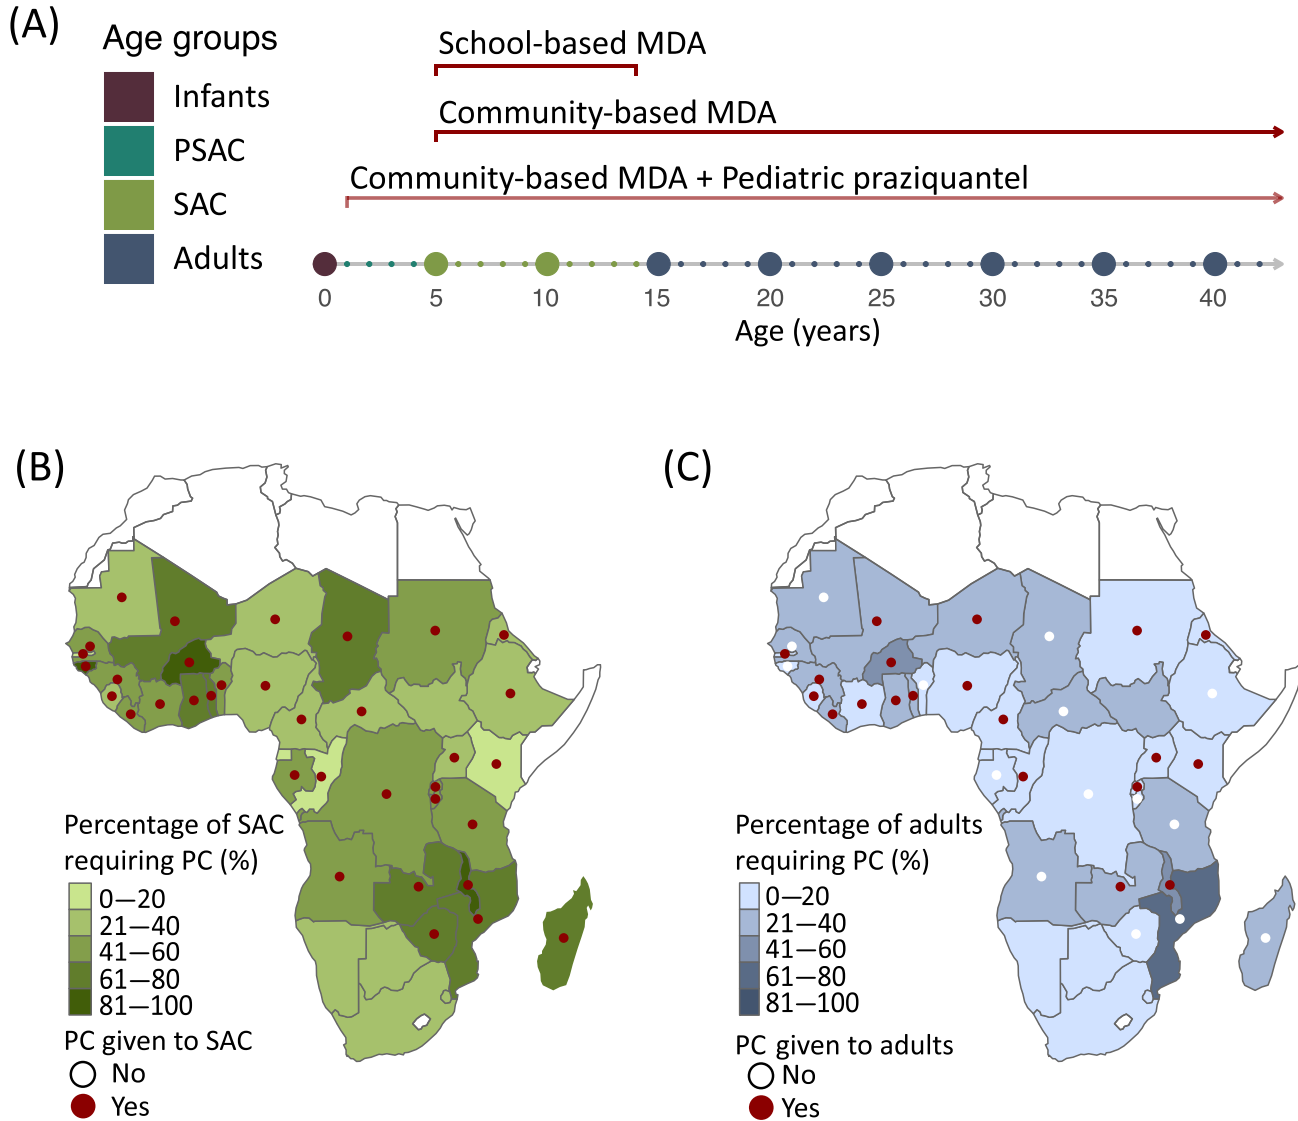 (A)
Age groups
Infants
PSAC
SAC
Adults
School-based MDA
Community-based MDA
Community-based MDA + Pediatric praziquantel
0 5 10 15 20 25 30 35 40
Age (years)
(B)
Percentage of SAC
requiring PC (%)
0—20
21—40
41—60
61—80
81—100
PC given to SAC
No
Yes
(C)
Percentage of adults
requiring PC (%)
0—20
21—40
41—60
61—80
81—100
PC given to adults
No
Yes